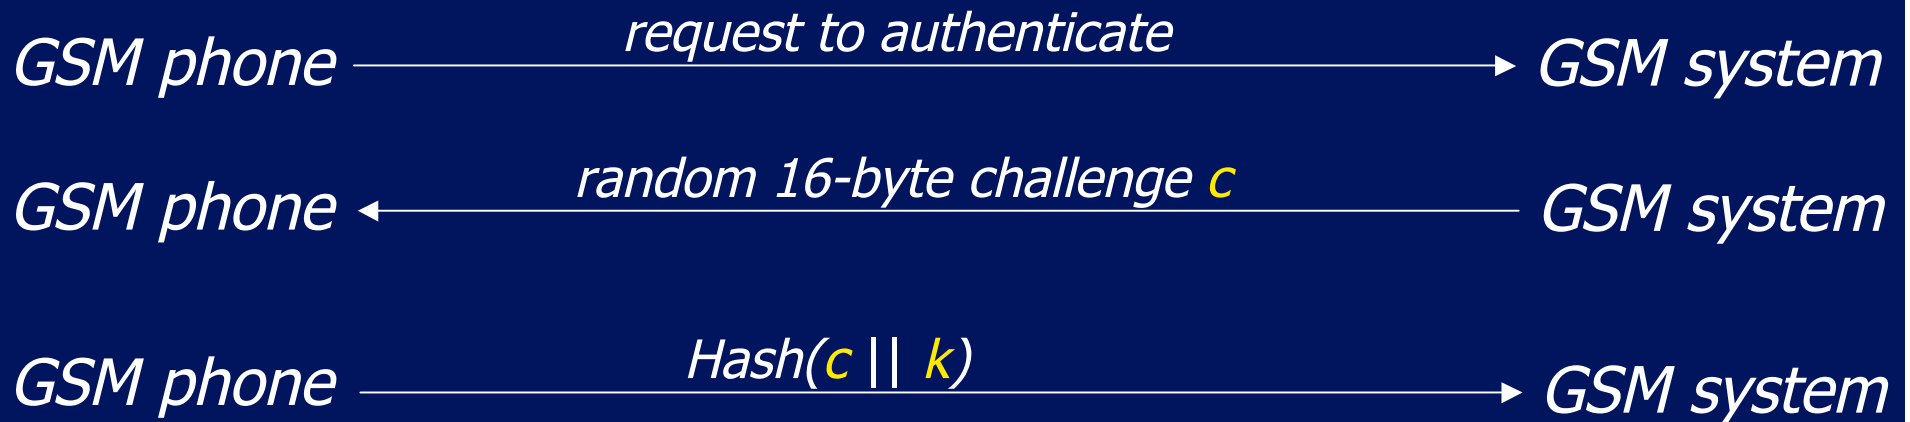 GSM phone request to authenticate GSM system
GSM phone random 16-byte challenge c GSM system
GSM phone Hash(c || k) GSM system